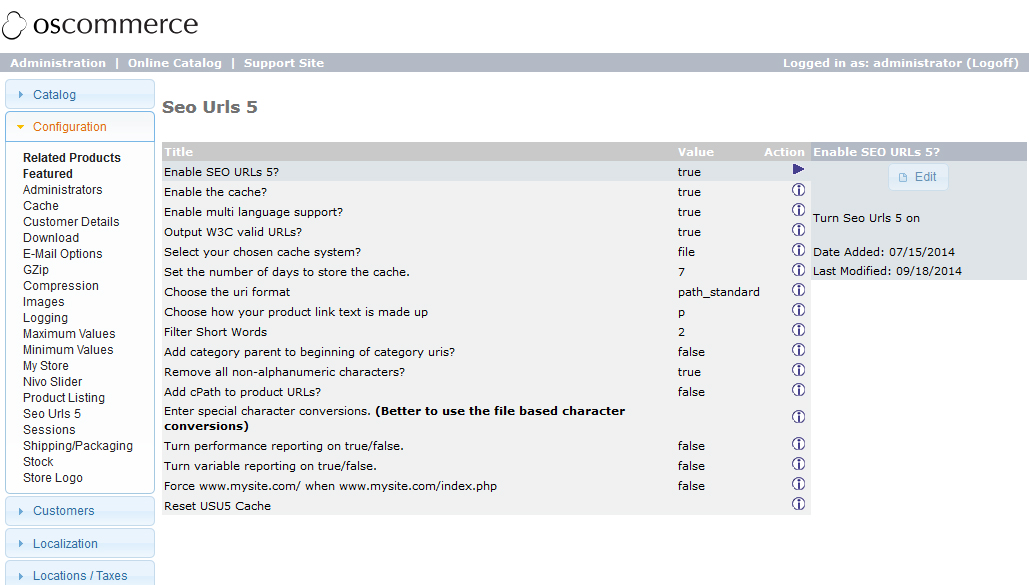 oscommerce
Administration | Online Catalog | Support Site
Logged in as: administrator (Logoff)
Catalog
Configuration
Related Products
Featured
Administrators
Cache
Customer Details
Download
E-Mail Options
GZip
Compression
Images
Logging
Maximum Values
Minimum Values
My Store
Nivo Slider
Product Listing
Seo Urls 5
Sessions
Shipping/Packaging
Stock
Store Logo
Customers
Localization
Locations / Taxes
Seo Urls 5
Title Value Action
Enable SEO URLs 5? true
Enable the cache? true
Enable multi language support? true
Output W3C valid URLs? true
Select your chosen cache system? file
Set the number of days to store the cache. 7
Choose the uri format path_standard
Choose how your product link text is made up p
Filter Short Words 2
Add category parent to beginning of category uris? false
Remove all non-alphanumeric characters? true
Add cPath to product URLs? false
Enter special character conversions. (Better to use the file based character
conversions)
Turn performance reporting on true/false. false
Turn variable reporting on true/false. false
Force www.mysite.com/ when www.mysite.com/index.php false
Reset USU5 Cache
Enable SEO URLs 5?
Edit
Turn Seo Urls 5 on
Date Added: 07/15/2014
Last Modified: 09/18/2014